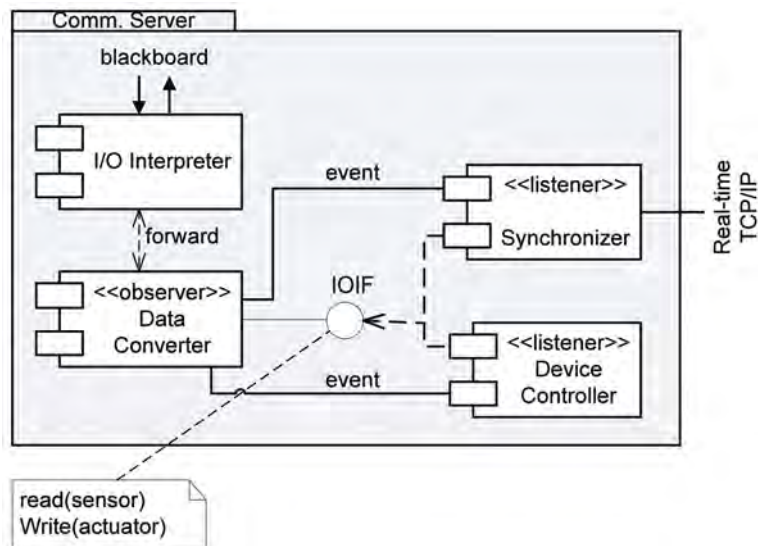 Comm. Server
blackboard
I/O Interpreter
forward
<<observer>>
Data
Converter
event
IOIF
event
<<listener>>
Synchronizer
<<listener>>
Device
Controller
Real-time
TCP/IP
read(sensor)
Write(actuator)